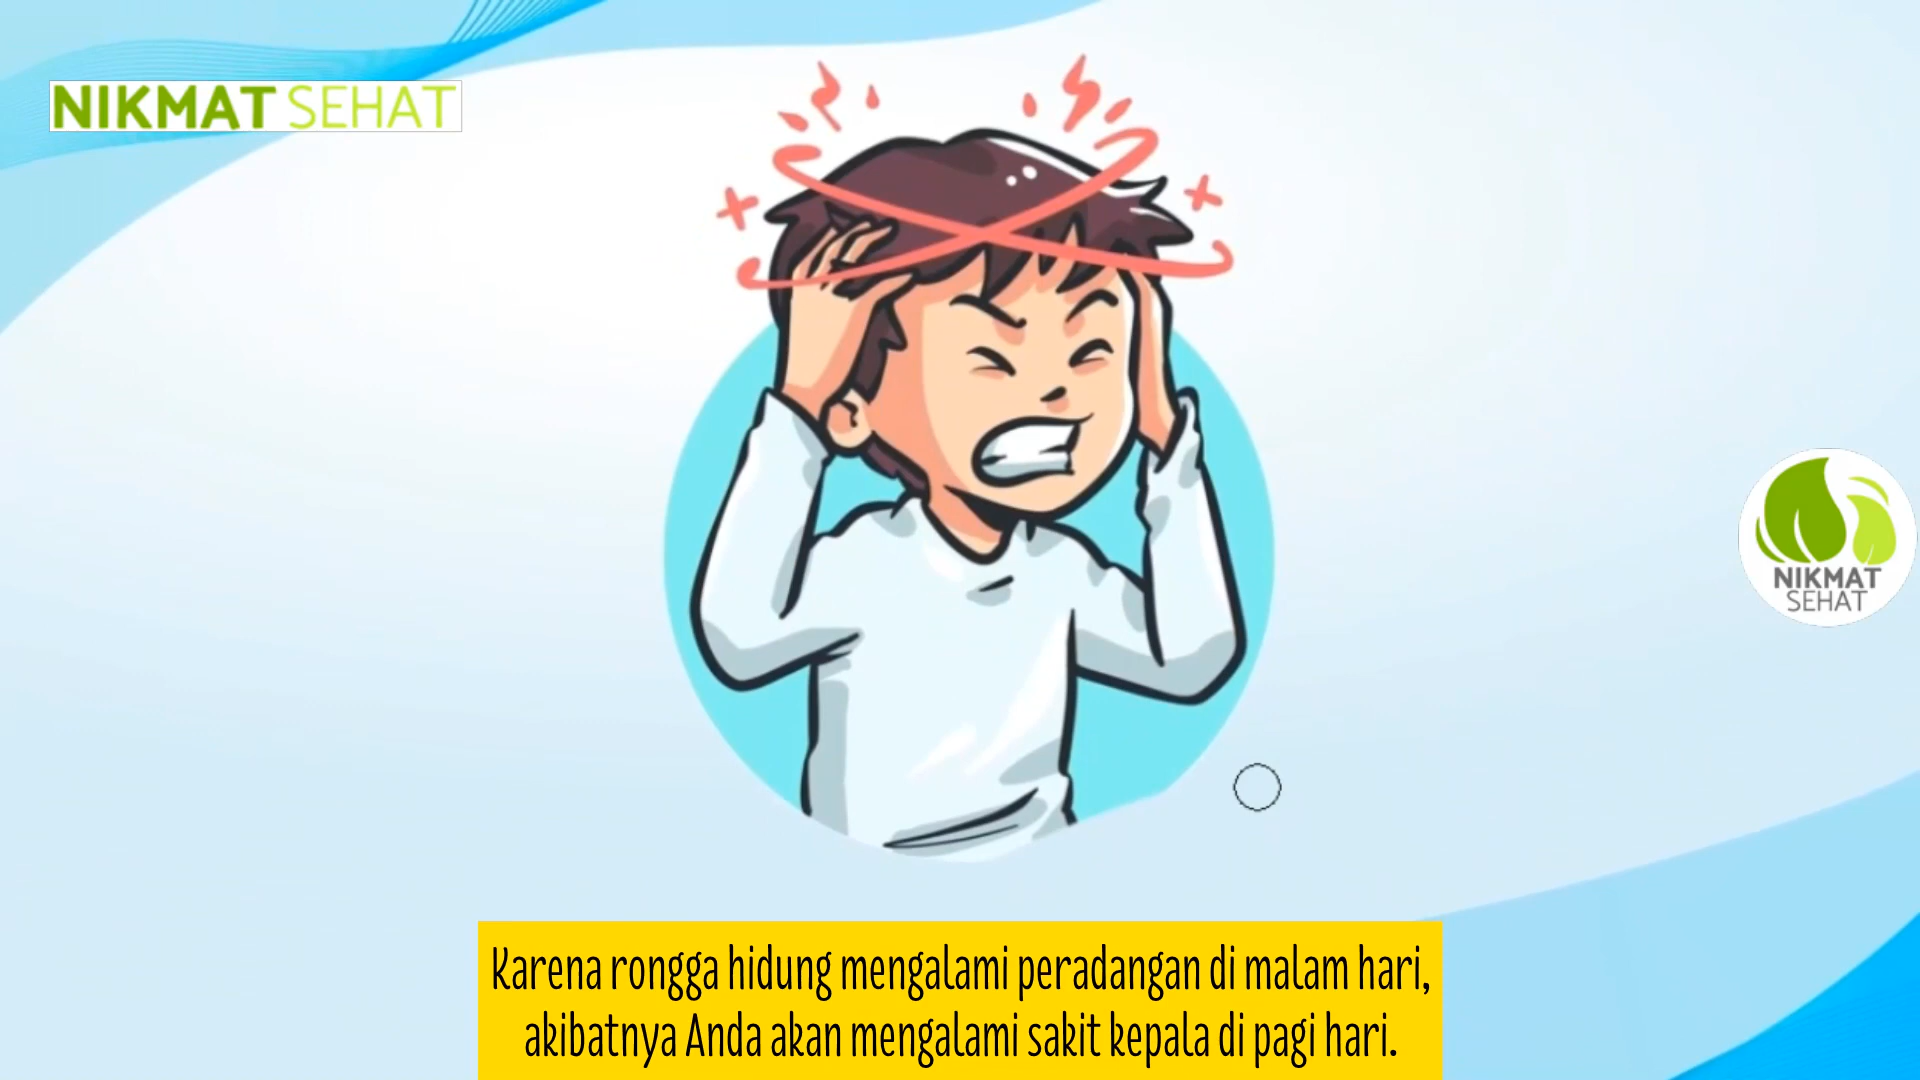 NIKMAT SEHAT
NIKMAT
SEHAT
Karena rongga hidung mengalami peradangan di malam hari,
akibatnya Anda akan mengalami sakit kepala di pagi hari.